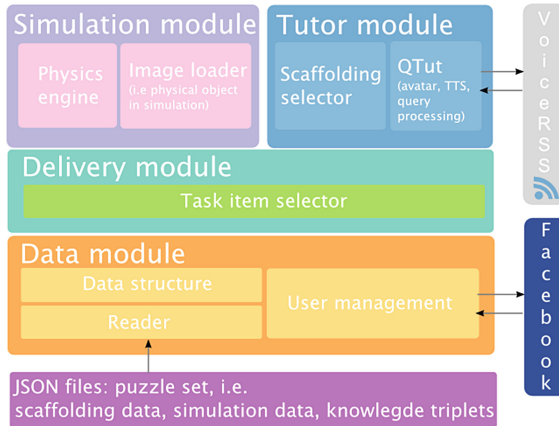 Simulation module
Physics
engine
Image loader
(i.e physical object
in simulation)
Tutor module
Scaffolding
selector
QTut
(avatar, TTS,
query
processing)
VoiceRSS
Delivery module
Task item selector
Data module
Data structure
Reader
User management
Facebook
JSON files: puzzle set, i.e.
scaffolding data, simulation data, knowlegde triplets